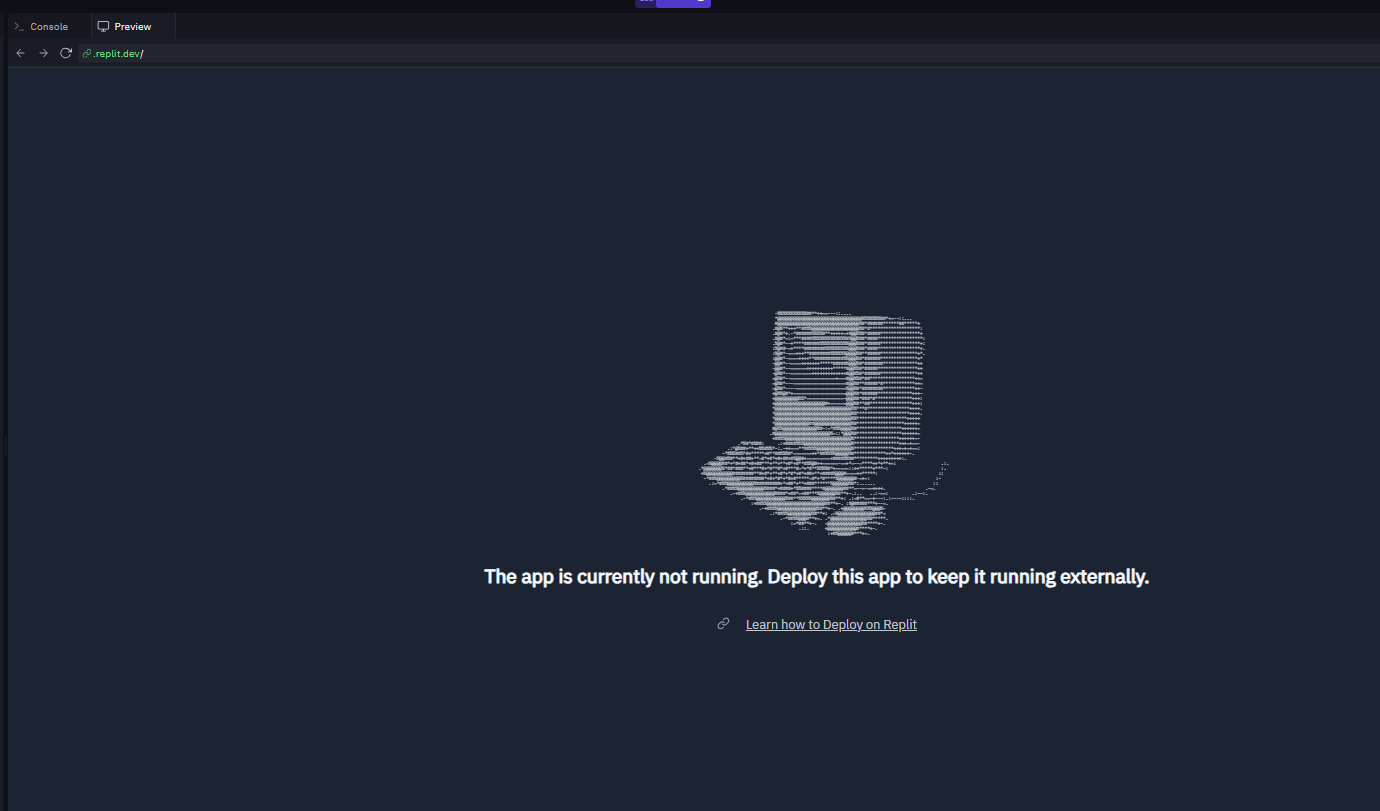 Console
Preview
.replit.dev/
The app is currently not running. Deploy this app to keep it running externally.
Learn how to Deploy on Replit